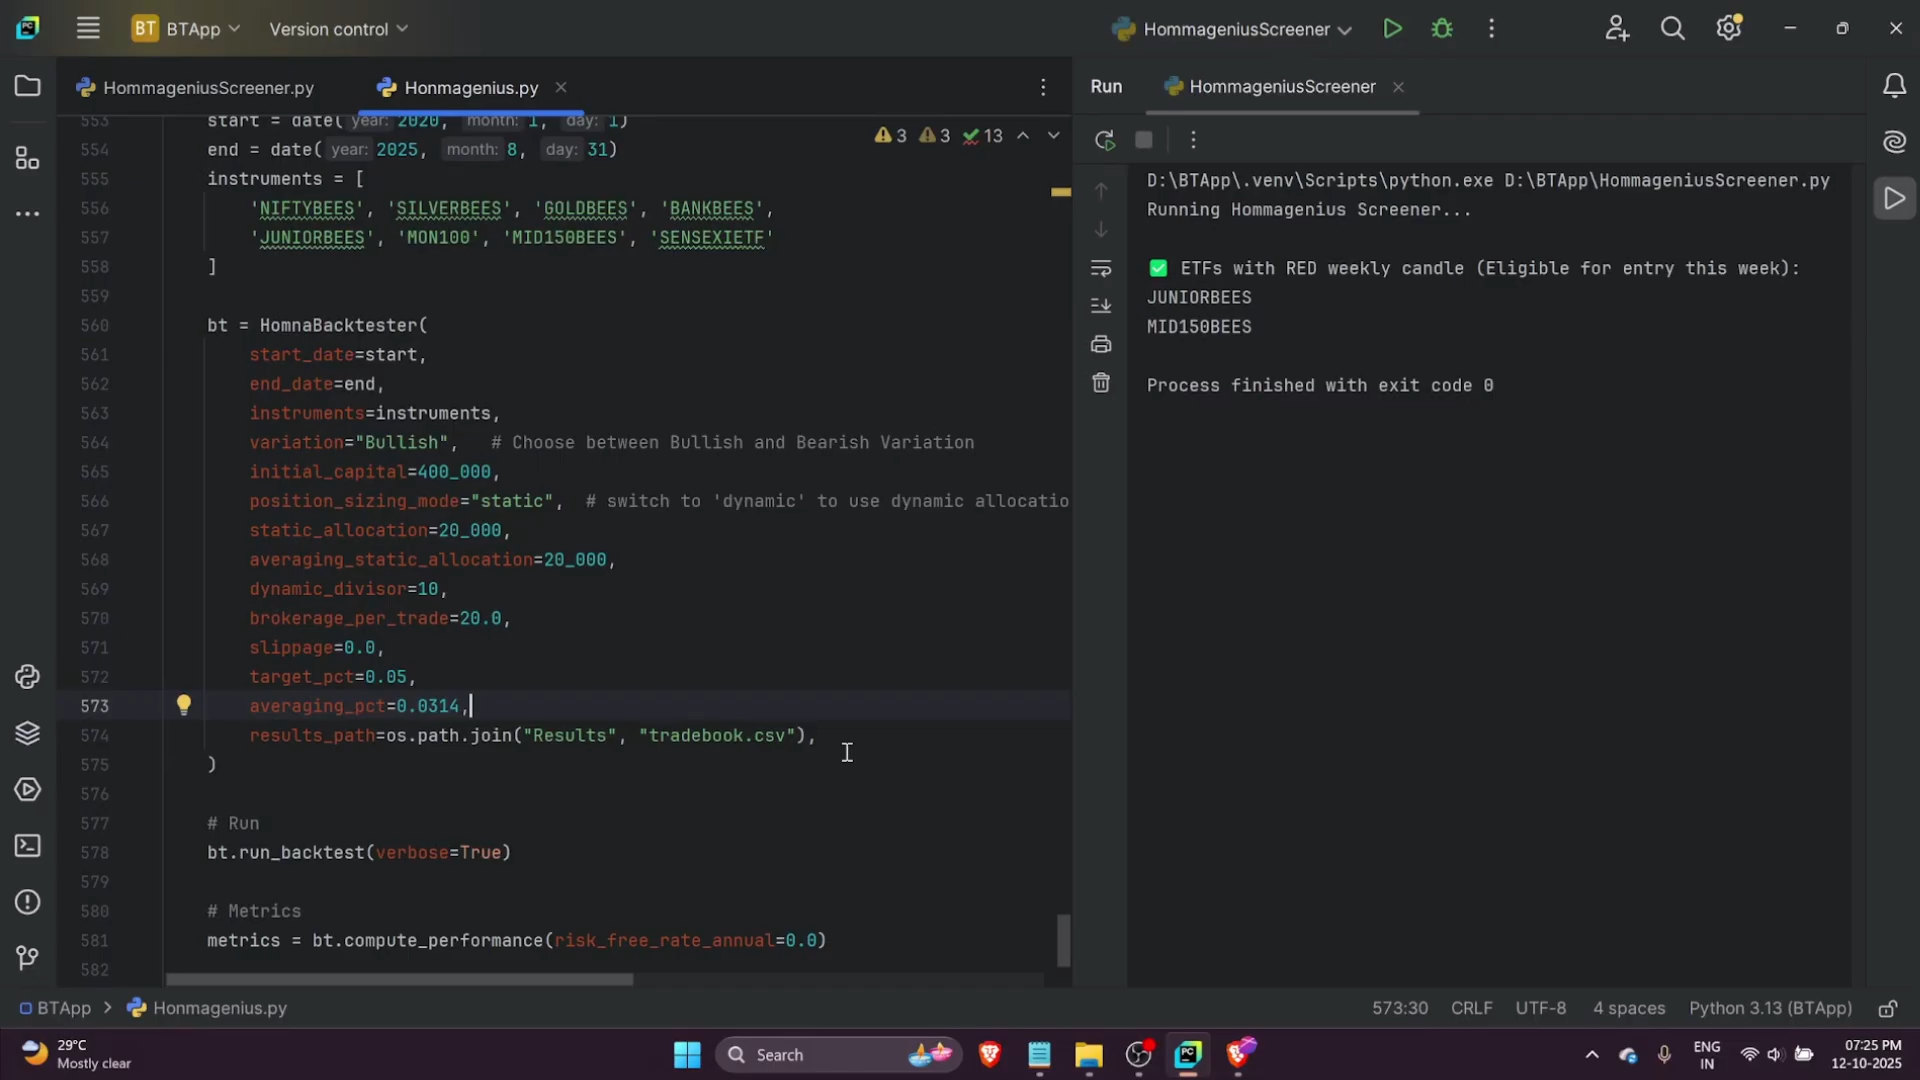 BT BTApp Version control HommageniusScreener
HommageniusScreener.py Honmagenius.py
Run HommageniusScreener
3 3 13
553 start = date( year: 2020, month: 1, day: 1)
554 end = date( year: 2025, month: 8, day: 31)
555 instruments = [
556 'NIFTYBEES', 'SILVERBEES', 'GOLDBEES', 'BANKBEES',
557 'JUNIORBEES', 'MON100', 'MID150BEES', 'SENSEXIETF'
558 ]
559
560 bt = HomnaBacktester(
561 start_date=start,
562 end_date=end,
563 instruments=instruments,
564 variation="Bullish", # Choose between Bullish and Bearish Variation
565 initial_capital=400_000,
566 position_sizing_mode="static", # switch to 'dynamic' to use dynamic allocatio
567 static_allocation=20_000,
568 averaging_static_allocation=20_000,
569 dynamic_divisor=10,
570 brokerage_per_trade=20.0,
571 slippage=0.0,
572 target_pct=0.05,
573 averaging_pct=0.0314,
574 results_path=os.path.join("Results", "tradebook.csv"),
575 )
576
577 # Run
578 bt.run_backtest(verbose=True)
579
580 # Metrics
581 metrics = bt.compute_performance(risk_free_rate_annual=0.0)
582
D:\BTApp\.venv\Scripts\python.exe D:\BTApp\HommageniusScreener.py
Running Hommagenius Screener...
✅ ETFs with RED weekly candle (Eligible for entry this week):
JUNIORBEES
MID150BEES
Process finished with exit code 0
BTApp > Honmagenius.py
573:30 CRLF UTF-8 4 spaces Python 3.13 (BTApp)
29°C
Mostly clear
Search
ENG
IN
07:25 PM
12-10-2025